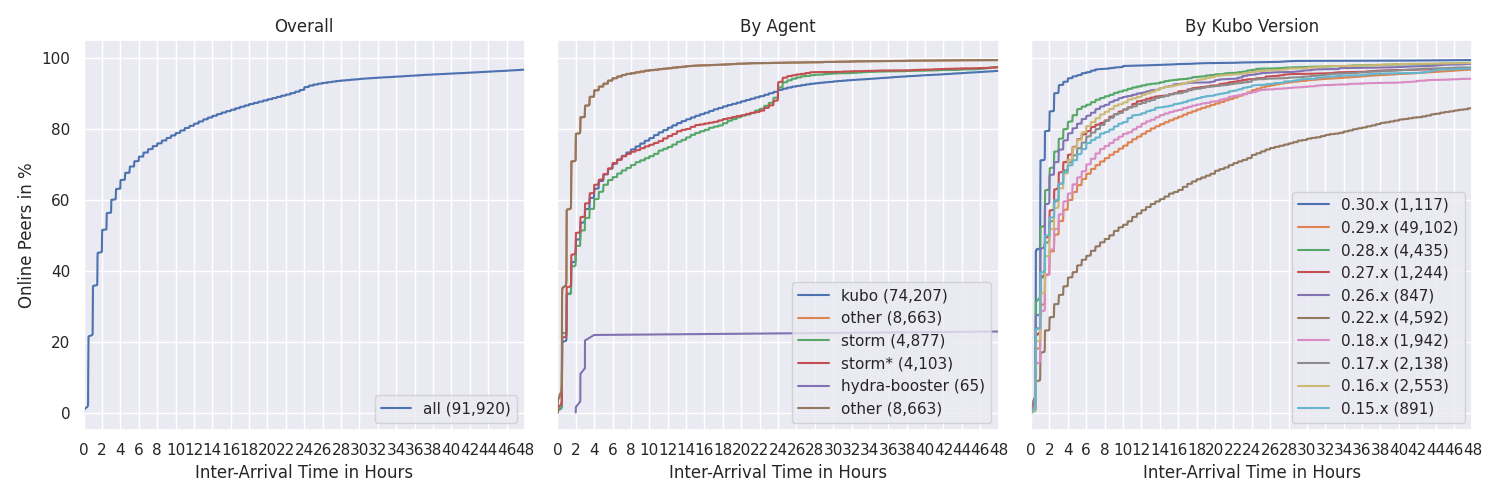 Overall
By Agent
By Kubo Version
Online Peers in %
100
80
60
40
20
0
all (91,920)
kubo (74,207)
other (8,663)
storm (4,877)
storm* (4,103)
hydra-booster (65)
other (8,663)
0.30.x (1,117)
0.29.x (49,102)
0.28.x (4,435)
0.27.x (1,244)
0.26.x (847)
0.22.x (4,592)
0.18.x (1,942)
0.17.x (2,138)
0.16.x (2,553)
0.15.x (891)
0 2 4 6 8 10 12 14 16 18 20 22 24 26 28 30 32 34 36 38 40 42 44 46 48
0 2 4 6 8 10 12 14 16 18 20 22 24 26 28 30 32 34 36 38 40 42 44 46 48
0 2 4 6 8 10 12 14 16 18 20 22 24 26 28 30 32 34 36 38 40 42 44 46 48
Inter-Arrival Time in Hours
Inter-Arrival Time in Hours
Inter-Arrival Time in Hours